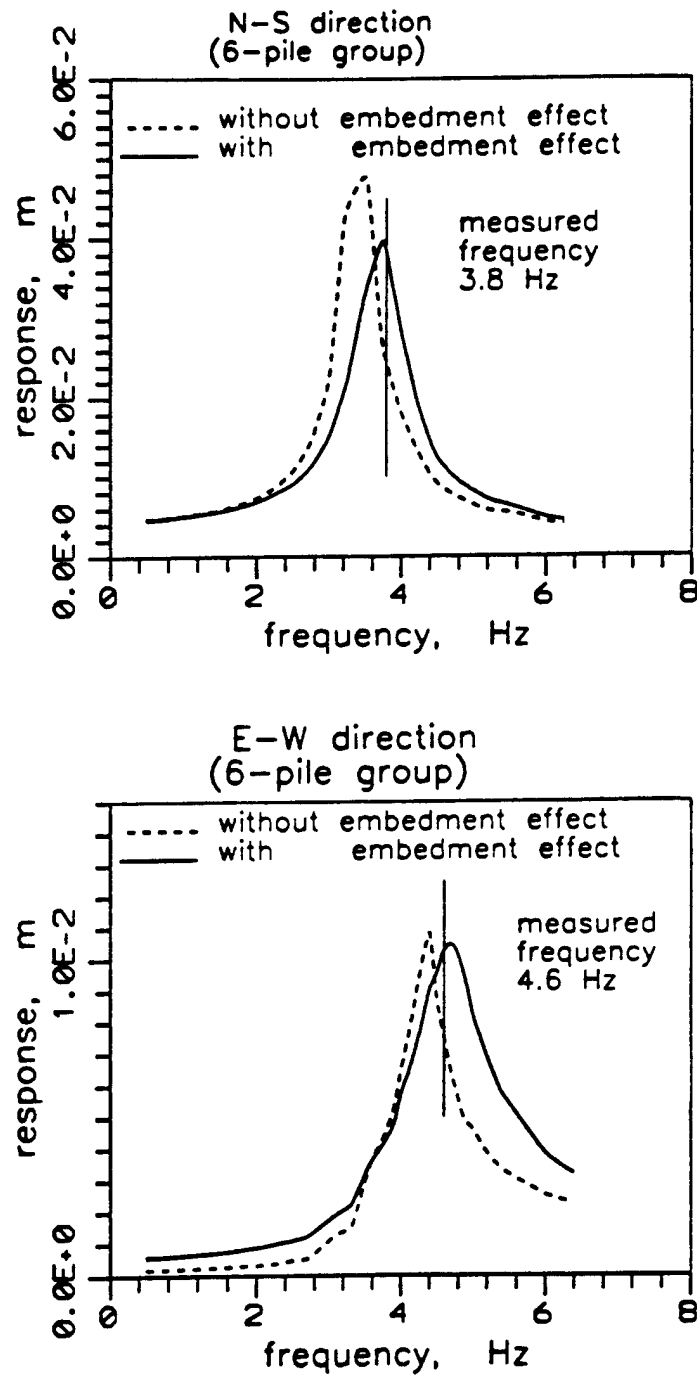 N-S direction
(6-pile group)
6.0E-2
4.0E-2
2.0E-2
0.0E+0
response, m
without embedment effect
with embedment effect
measured
frequency
3.8 Hz
0 2 4 6 8
frequency, Hz
E-W direction
(6-pile group)
1.0E-2
0.0E+0
response, m
without embedment effect
with embedment effect
measured
frequency
4.6 Hz
0 2 4 6 8
frequency, Hz